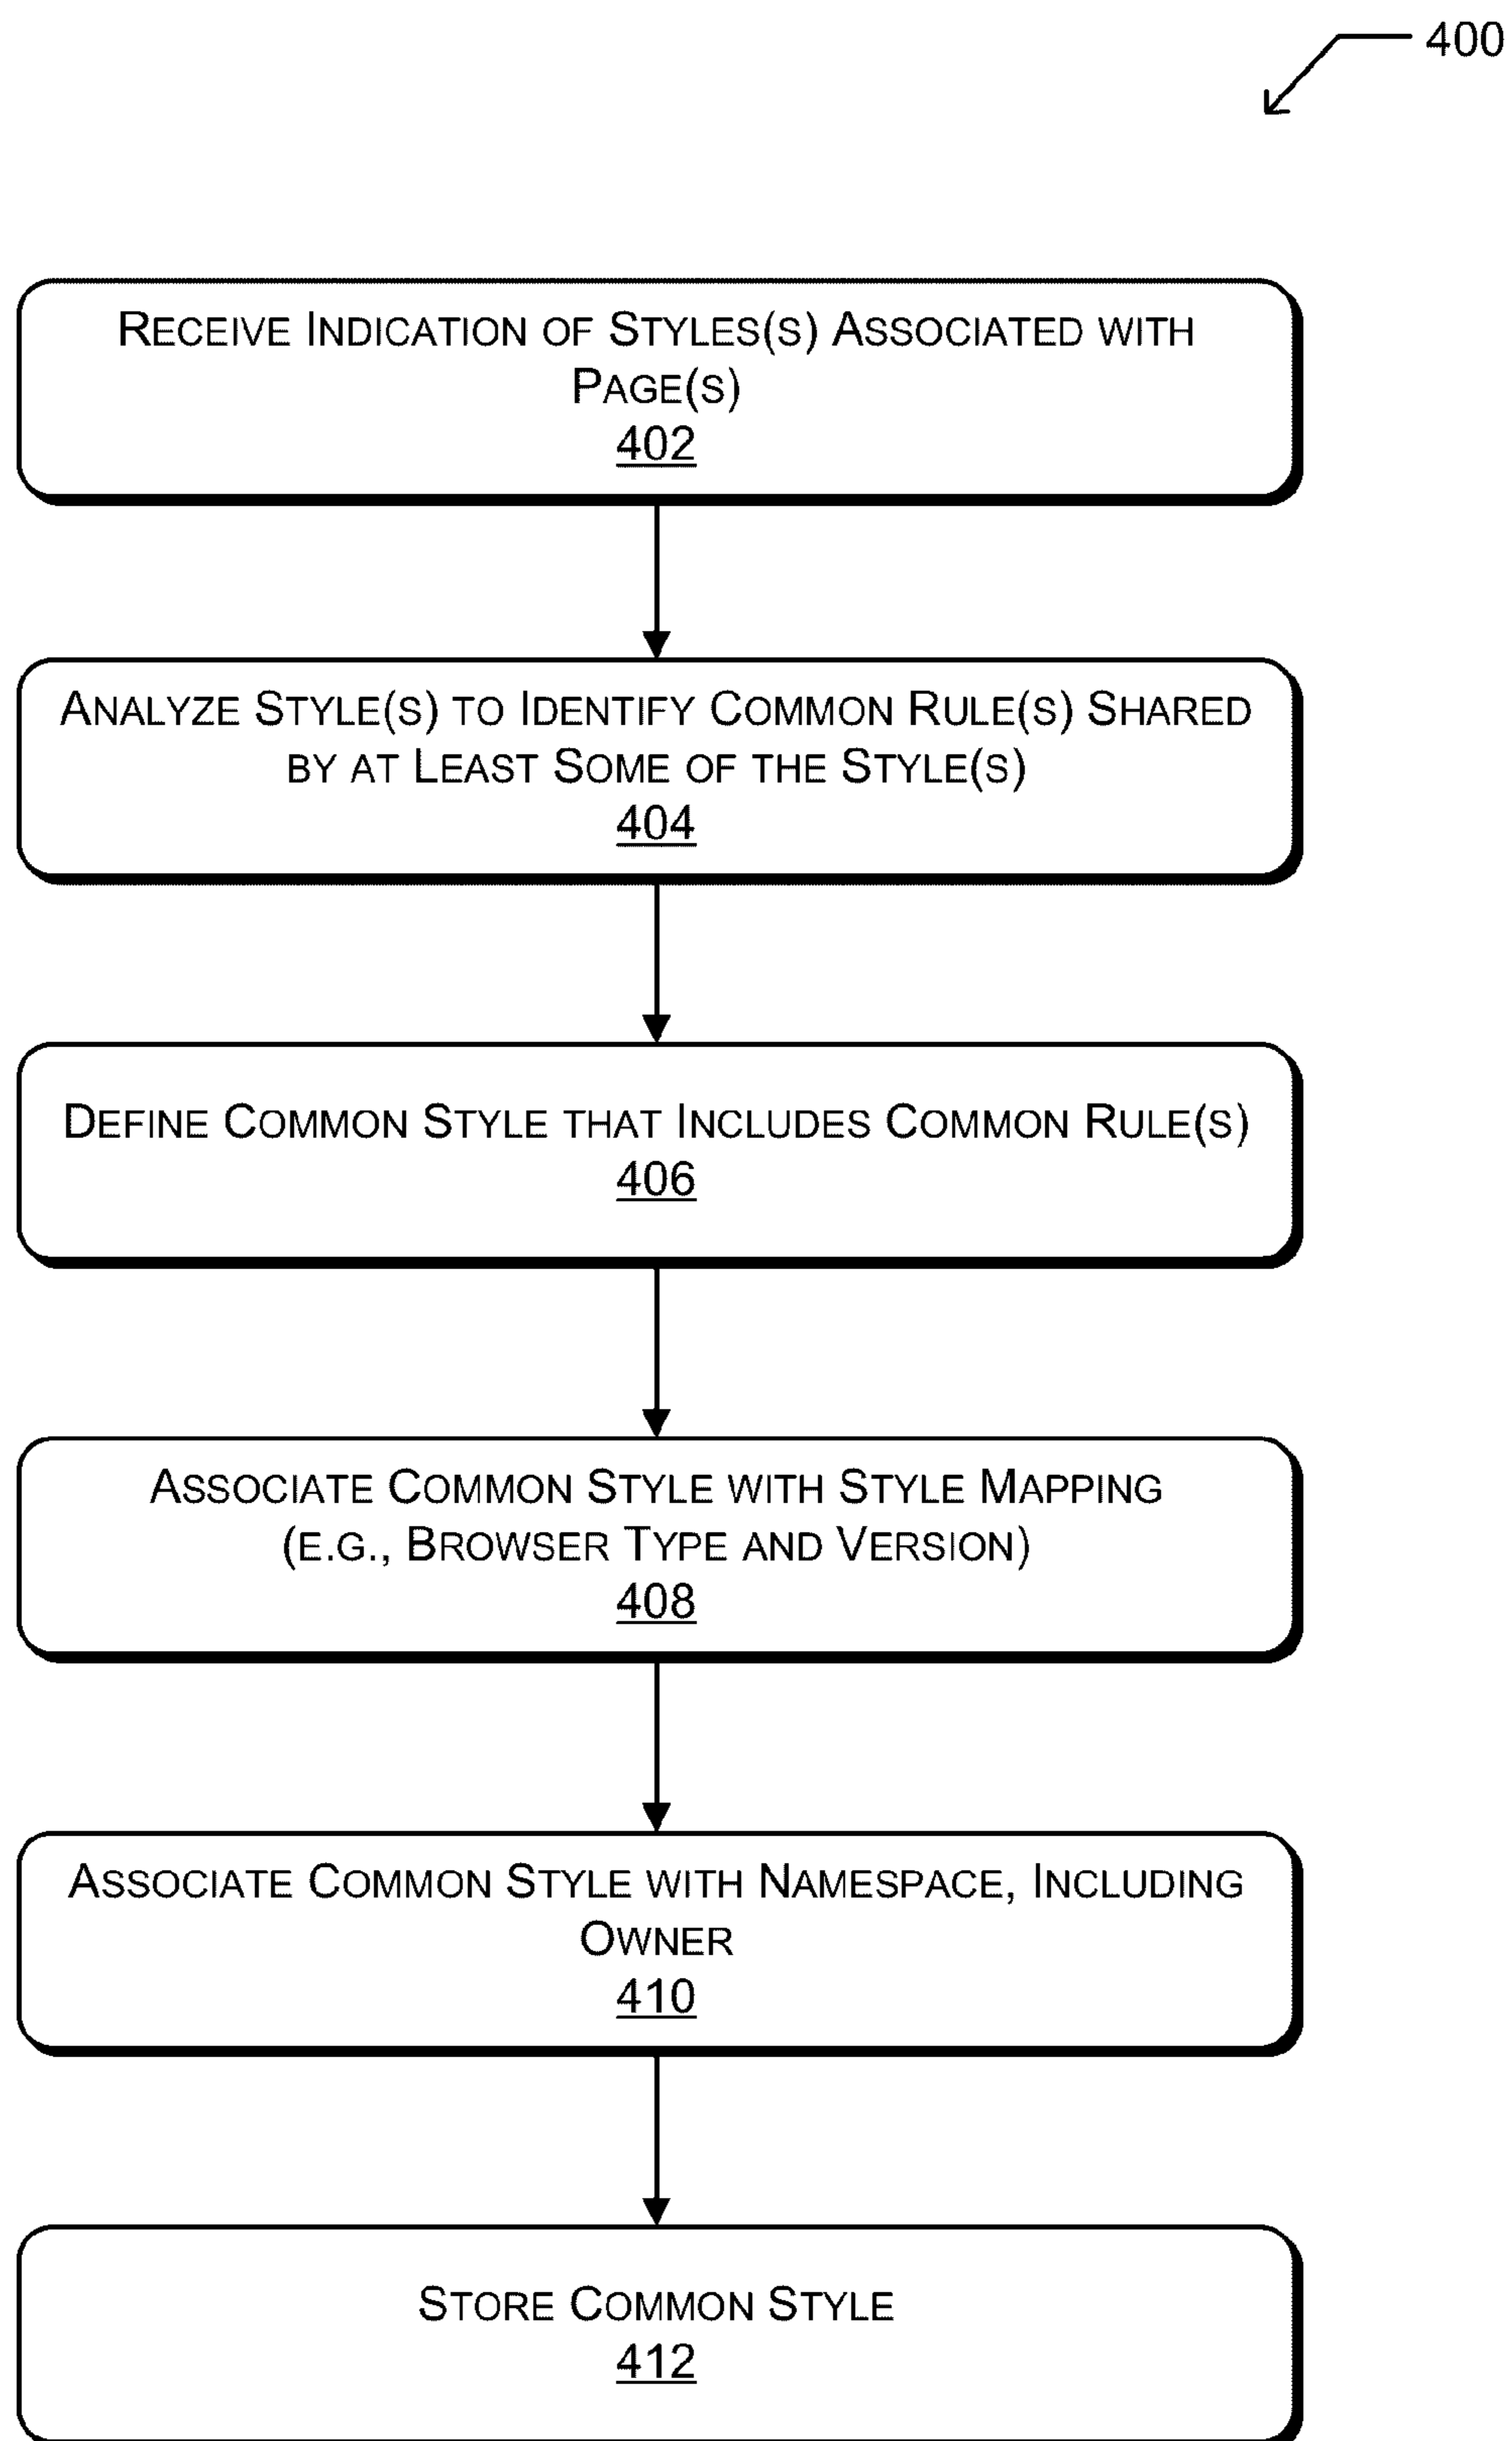 400
RECEIVE INDICATION OF STYLES(S) ASSOCIATED WITH
PAGE(S)
402
ANALYZE STYLE(S) TO IDENTIFY COMMON RULE(S) SHARED
BY AT LEAST SOME OF THE STYLE(S)
404
DEFINE COMMON STYLE THAT INCLUDES COMMON RULE(S)
406
ASSOCIATE COMMON STYLE WITH STYLE MAPPING
(E.G., BROWSER TYPE AND VERSION)
408
ASSOCIATE COMMON STYLE WITH NAMESPACE, INCLUDING
OWNER
410
STORE COMMON STYLE
412